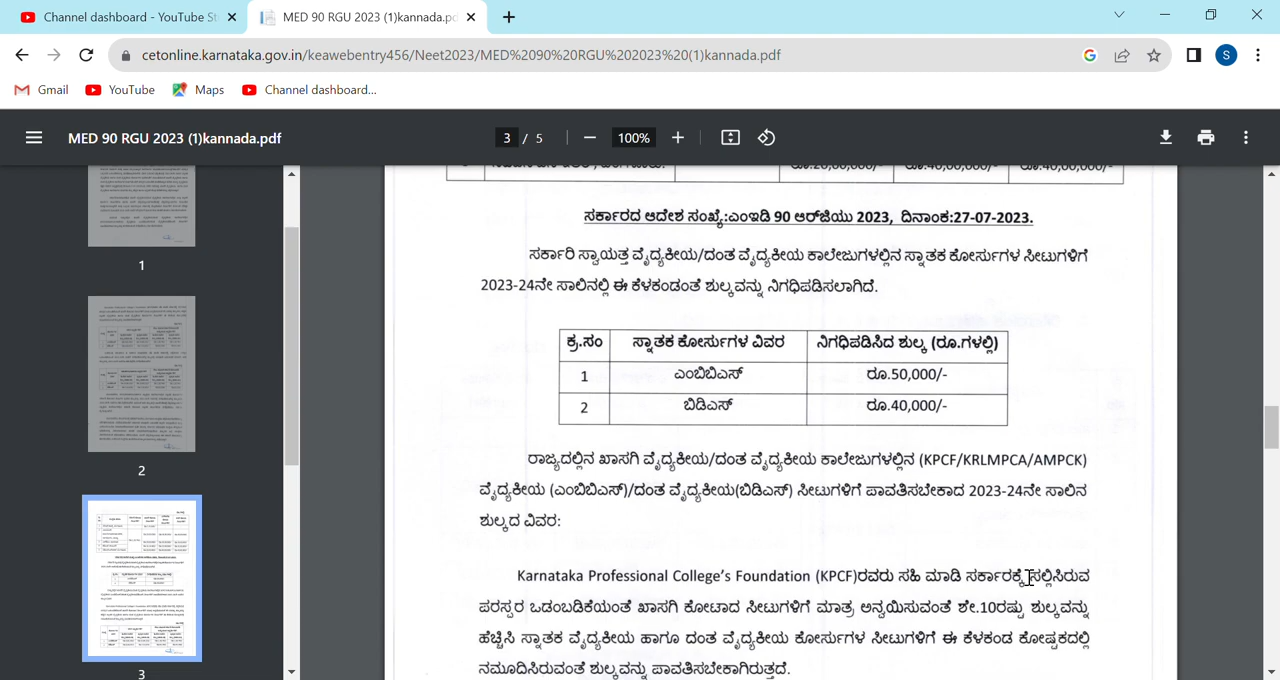 Channel dashboard - YouTube St
MED 90 RGU 2023 (1)kannada.pd
cetonline.karnataka.gov.in/keawebentry456/Neet2023/MED%2090%20RGU%202023%20(1)kannada.pdf
S
Gmail
YouTube
Maps
Channel dashboard...
MED 90 RGU 2023 (1)kannada.pdf
3 / 5
100%
1
2
3
ಸರ್ಕಾರದ ಆದೇಶ ಸಂಖ್ಯೆ:ಎಂಇಡಿ 90 ಆರ್‌ಜಿಯು 2023, ದಿನಾಂಕ:27-07-2023.
ಸರ್ಕಾರಿ ಸ್ವಾಯತ್ತ ವೈದ್ಯಕೀಯ/ದಂತ ವೈದ್ಯಕೀಯ ಕಾಲೇಜುಗಳಲ್ಲಿನ ಸ್ನಾತಕ ಕೋರ್ಸುಗಳ ಸೀಟುಗಳಿಗೆ
2023-24ನೇ ಸಾಲಿನಲ್ಲಿ ಈ ಕೆಳಕಂಡಂತೆ ಶುಲ್ಕವನ್ನು ನಿಗಧಿಪಡಿಸಲಾಗಿದೆ.
ಕ್ರ.ಸಂ ಸ್ನಾತಕ ಕೋರ್ಸುಗಳ ವಿವರ ನಿಗಧಿಪಡಿಸಿದ ಶುಲ್ಕ (ರೂ.ಗಳಲ್ಲಿ)
1 ಎಂಬಿಬಿಎಸ್ ರೂ.50,000/-
2 ಬಿಡಿಎಸ್ ರೂ.40,000/-
ರಾಜ್ಯದಲ್ಲಿನ ಖಾಸಗಿ ವೈದ್ಯಕೀಯ/ದಂತ ವೈದ್ಯಕೀಯ ಕಾಲೇಜುಗಳಲ್ಲಿನ (KPCF/KRLMPCA/AMPCK)
ವೈದ್ಯಕೀಯ (ಎಂಬಿಬಿಎಸ್)/ದಂತ ವೈದ್ಯಕೀಯ(ಬಿಡಿಎಸ್) ಸೀಟುಗಳಿಗೆ ಪಾವತಿಸಬೇಕಾದ 2023-24ನೇ ಸಾಲಿನ
ಶುಲ್ಕದ ವಿವರ:
Karnataka Professional College's Foundation (KPCF)ರವರು ಸಹಿ ಮಾಡಿ ಸರ್ಕಾರಕ್ಕೆ ಸಲ್ಲಿಸಿರುವ
ಪರಸ್ಪರ ಒಡಂಬಡಿಕೆಯಂತೆ ಖಾಸಗಿ ಕೋಟಾದ ಸೀಟುಗಳಿಗೆ ಅನ್ವಯಿಸುವಂತೆ ಶೇ.10ರಷ್ಟು ಶುಲ್ಕವನ್ನು
ಹೆಚ್ಚಿಸಿ ಸ್ನಾತಕ ವೈದ್ಯಕೀಯ ಹಾಗೂ ದಂತ ವೈದ್ಯಕೀಯ ಕೋರ್ಸುಗಳ ಸೀಟುಗಳಿಗೆ ಈ ಕೆಳಕಂಡ ಕೋಷ್ಟಕದಲ್ಲಿ
ನಮೂದಿಸಿರುವಂತೆ ಶುಲ್ಕವನ್ನು ಪಾವತಿಸಬೇಕಾಗಿರುತ್ತದೆ.